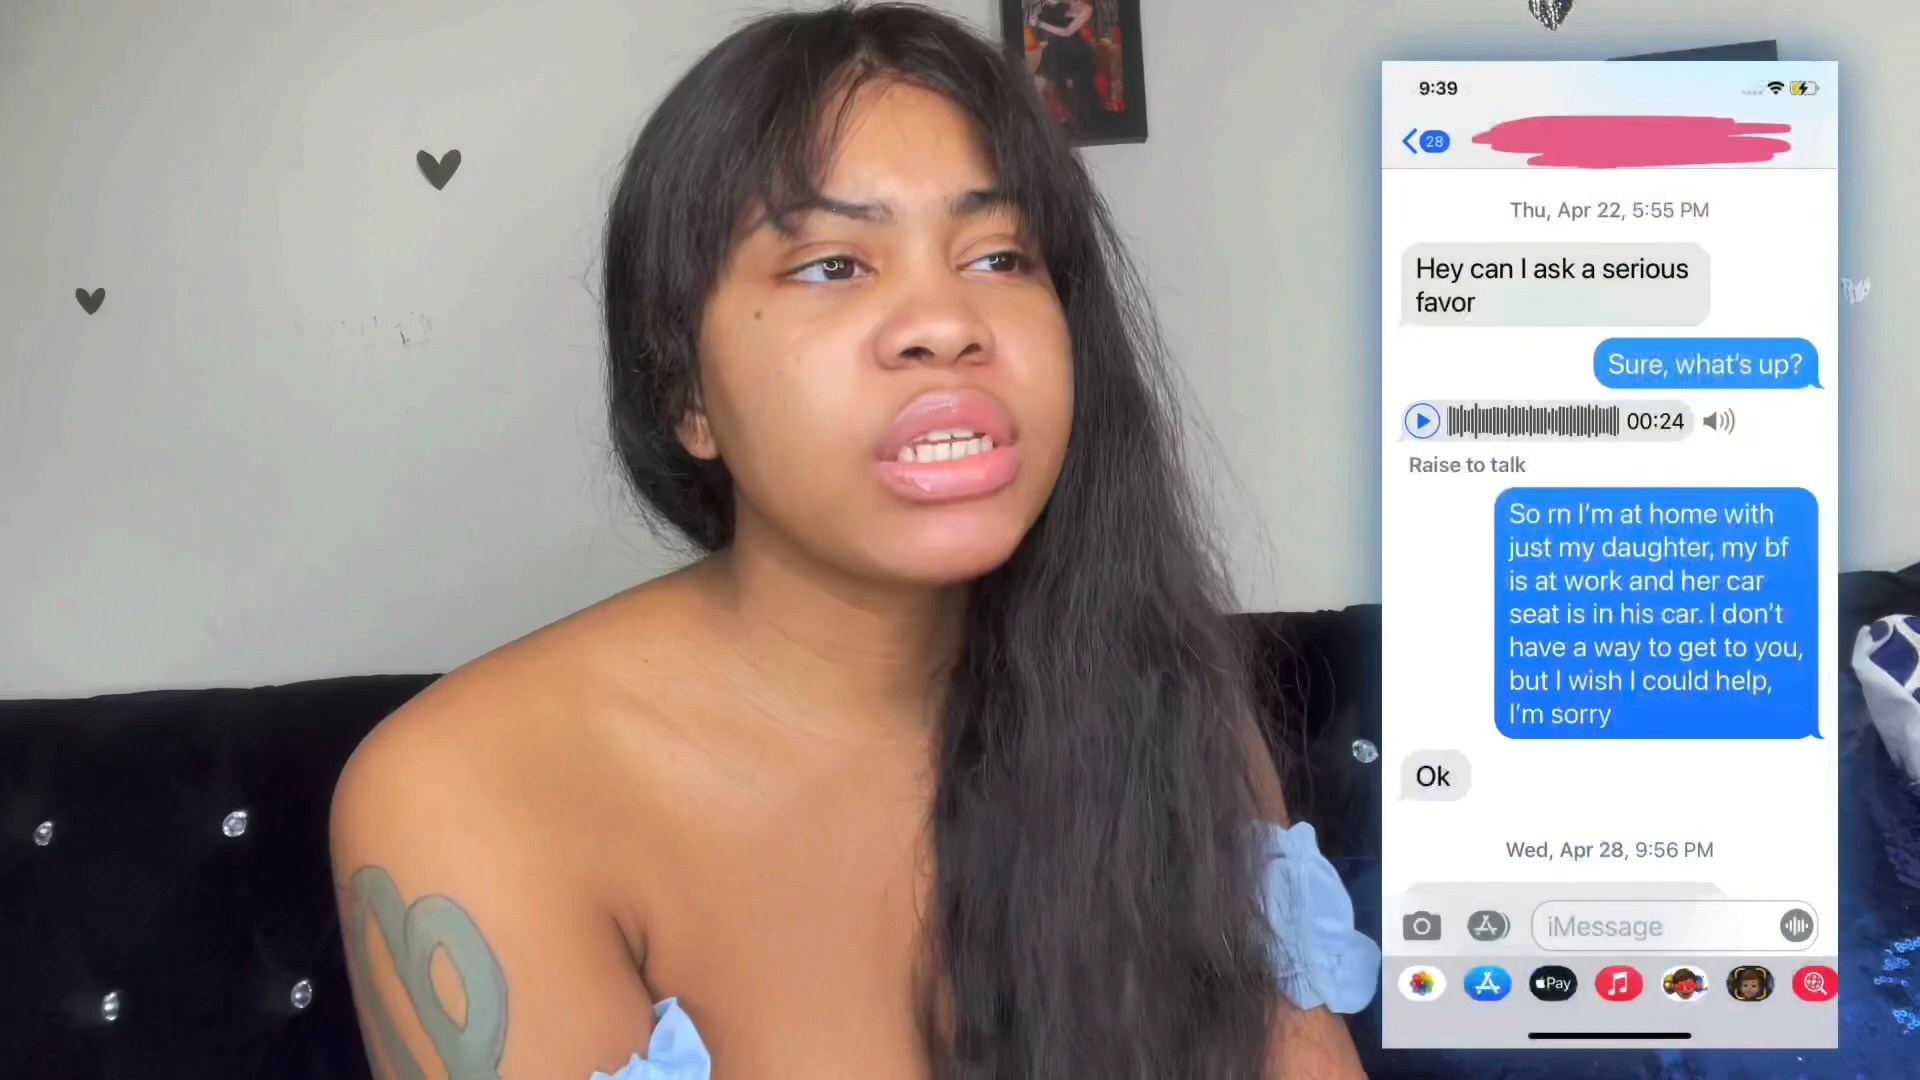 9:39
28
Thu, Apr 22, 5:55 PM
Hey can I ask a serious
favor
Sure, what's up?
00:24
Raise to talk
So rn I'm at home with
just my daughter, my bf
is at work and her car
seat is in his car. I don't
have a way to get to you,
but I wish I could help,
I'm sorry
Ok
Wed, Apr 28, 9:56 PM
iMessage
Pay